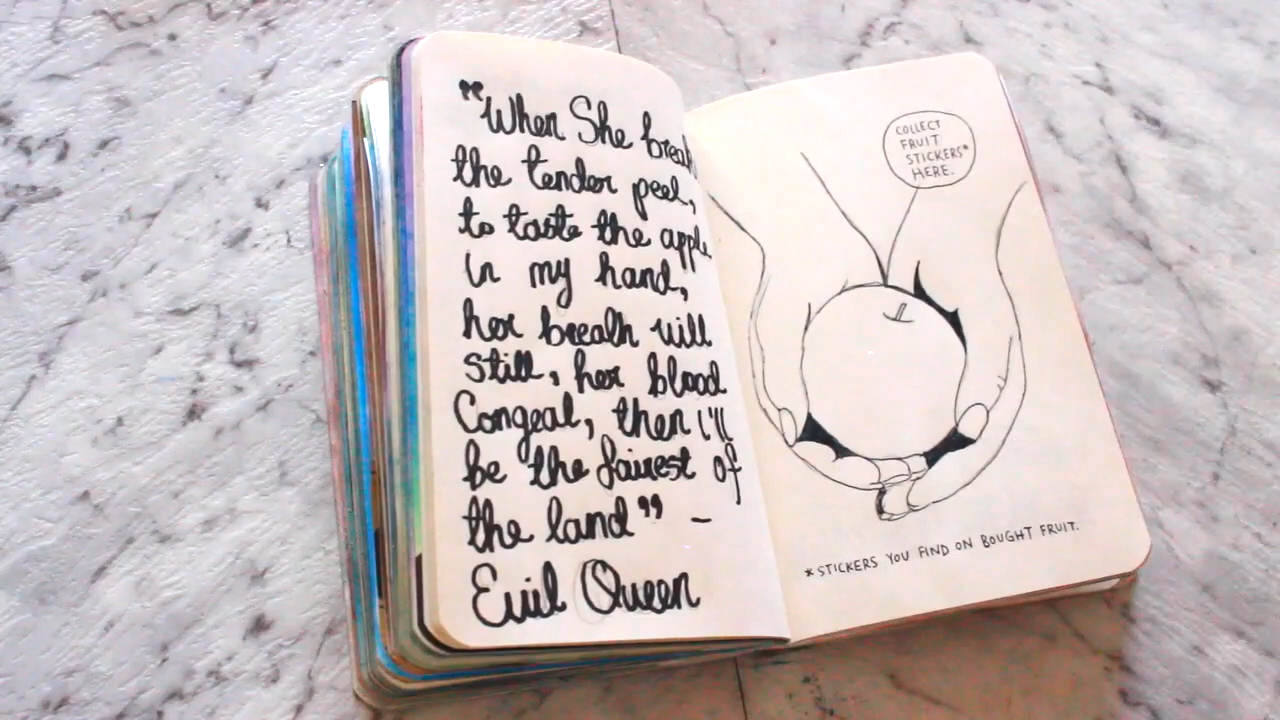 "When She break
the tender peel,
to taste the apple
in my hand,
her breath will
still, her blood
Congeal, then i'll
be the fairest of
the land" -
Evil Queen
COLLECT
FRUIT
STICKERS*
HERE.
*STICKERS YOU FIND ON BOUGHT FRUIT.